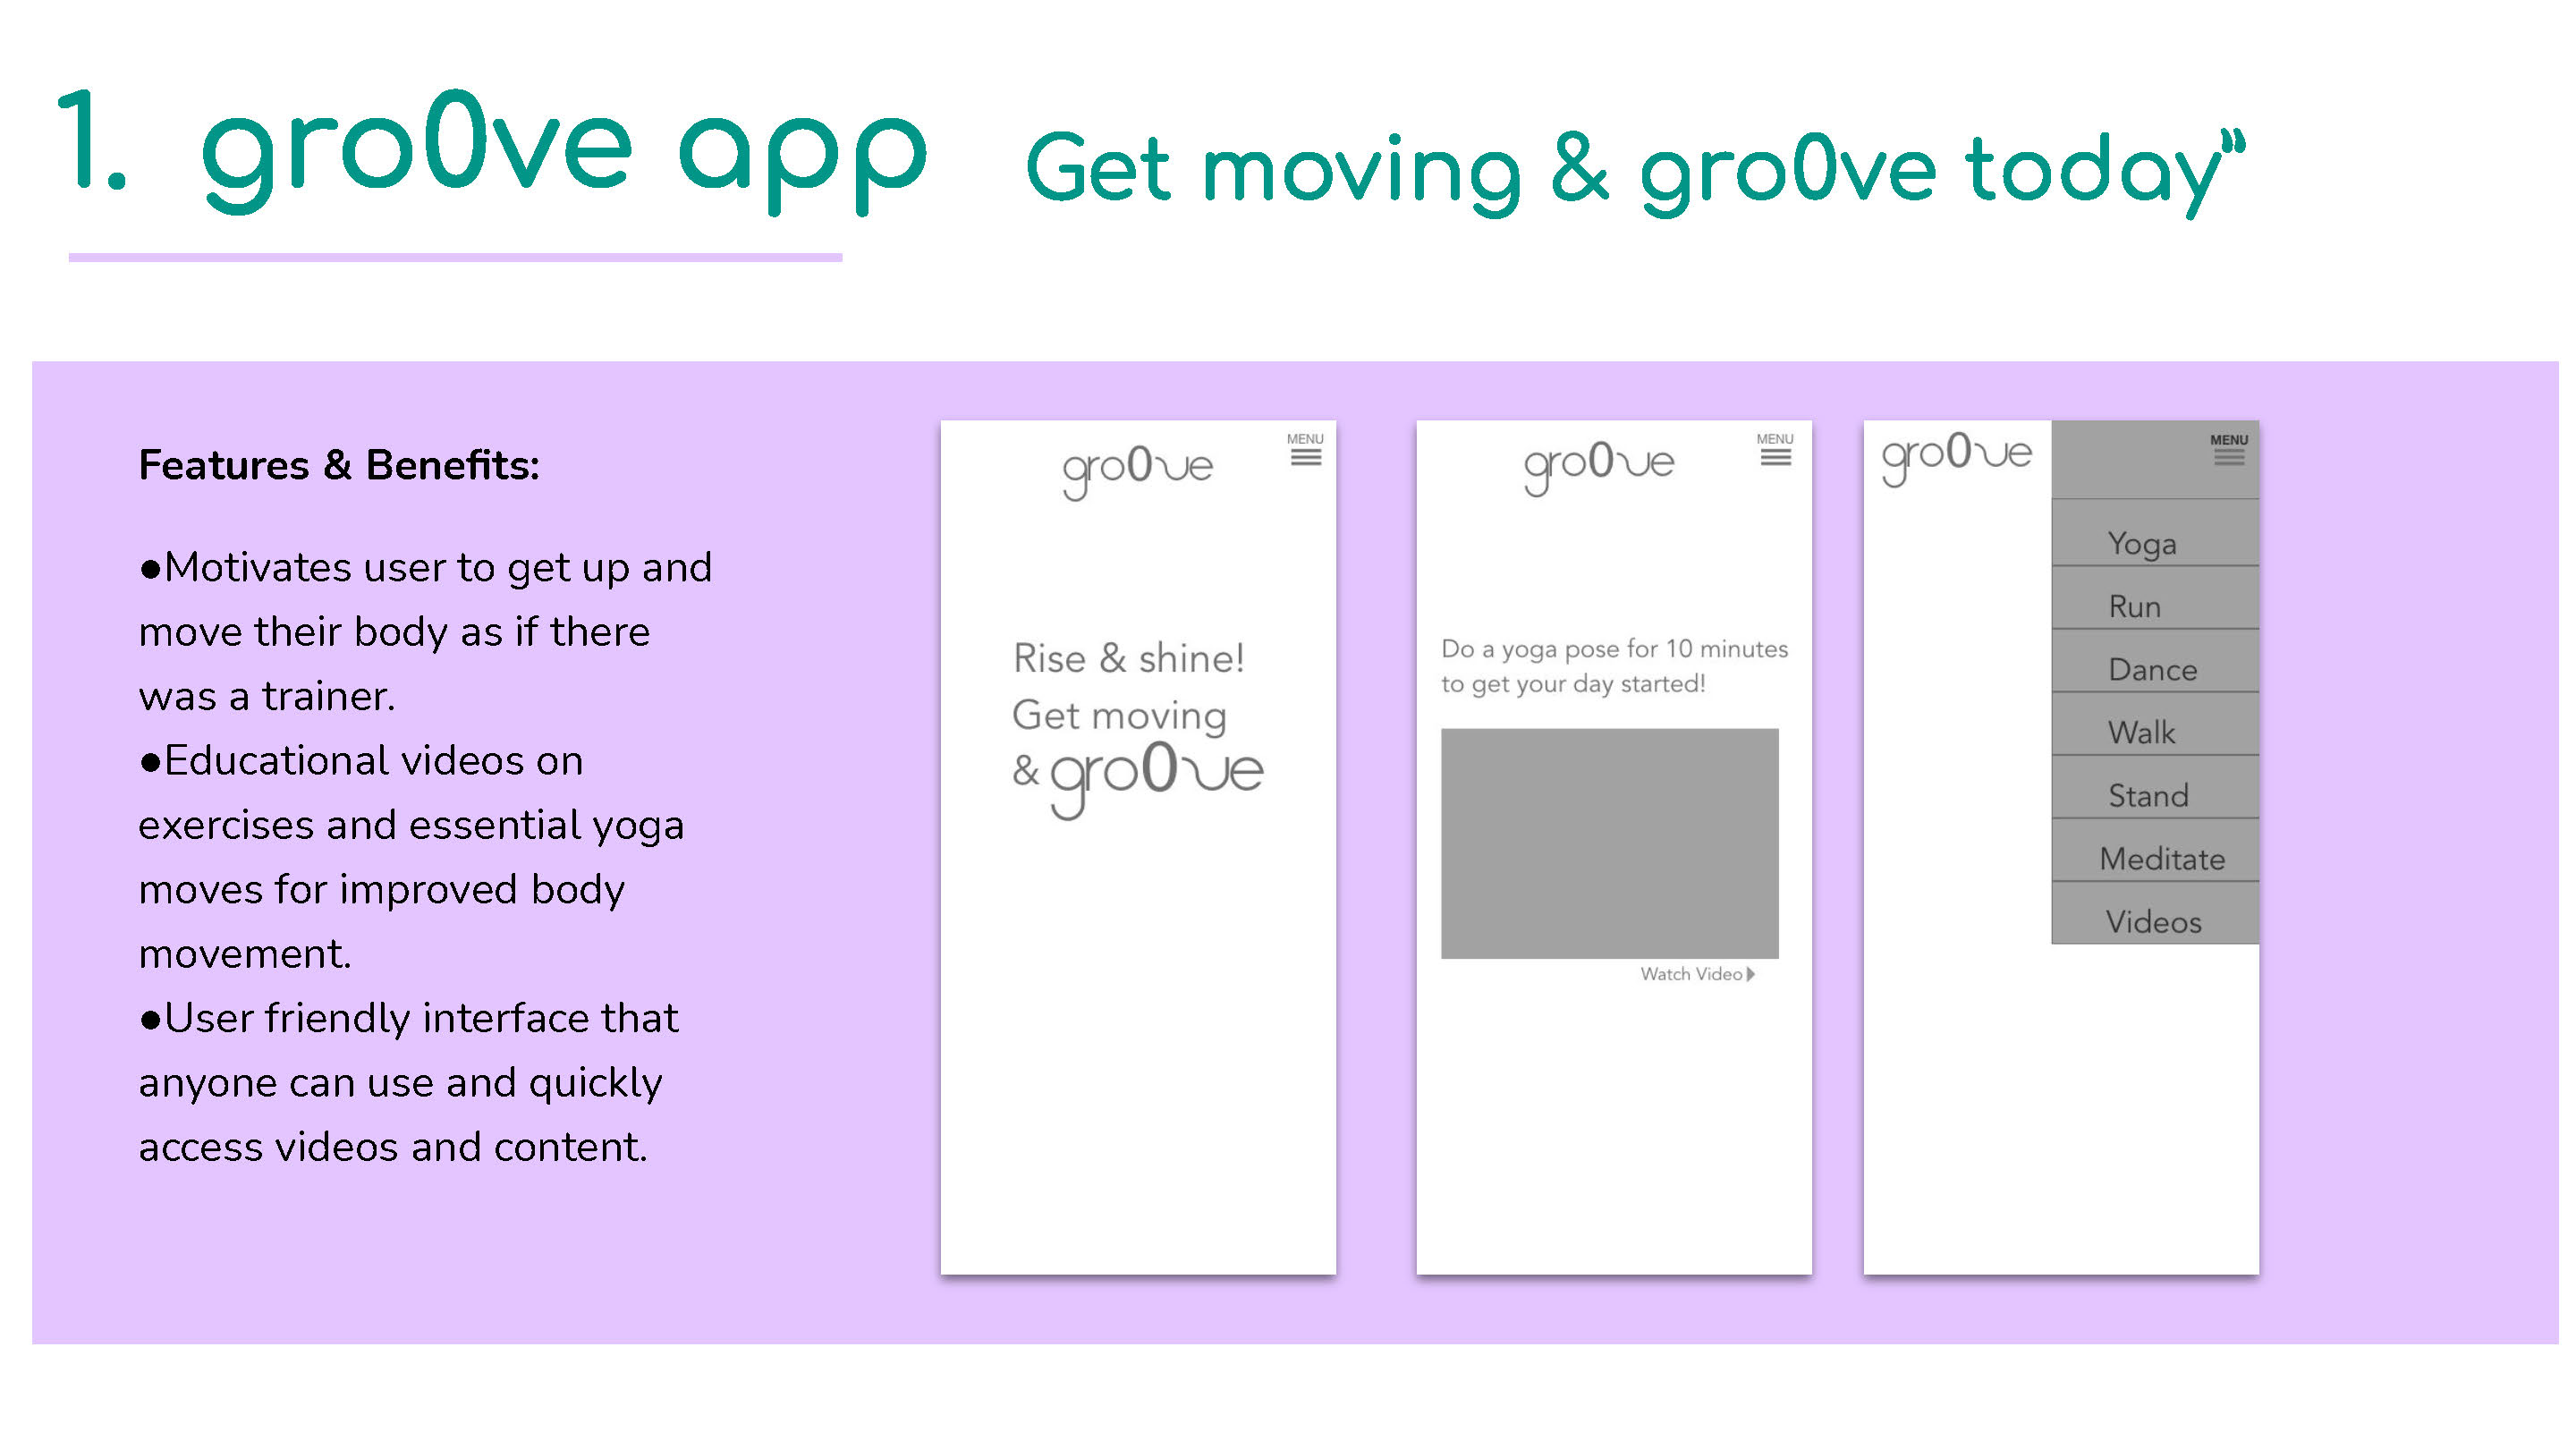 1. gro0ve app
Get moving & gro0ve today”
Features & Benefits:
●Motivates user to get up and
move their body as if there
was a trainer.
●Educational videos on
exercises and essential yoga
moves for improved body
movement.
●User friendly interface that
anyone can use and quickly
access videos and content.
gro0ve
MENU
Rise & shine!
Get moving
& gro0ve
gro0ve
MENU
Do a yoga pose for 10 minutes
to get your day started!
Watch Video
gro0ve
MENU
Yoga
Run
Dance
Walk
Stand
Meditate
Videos